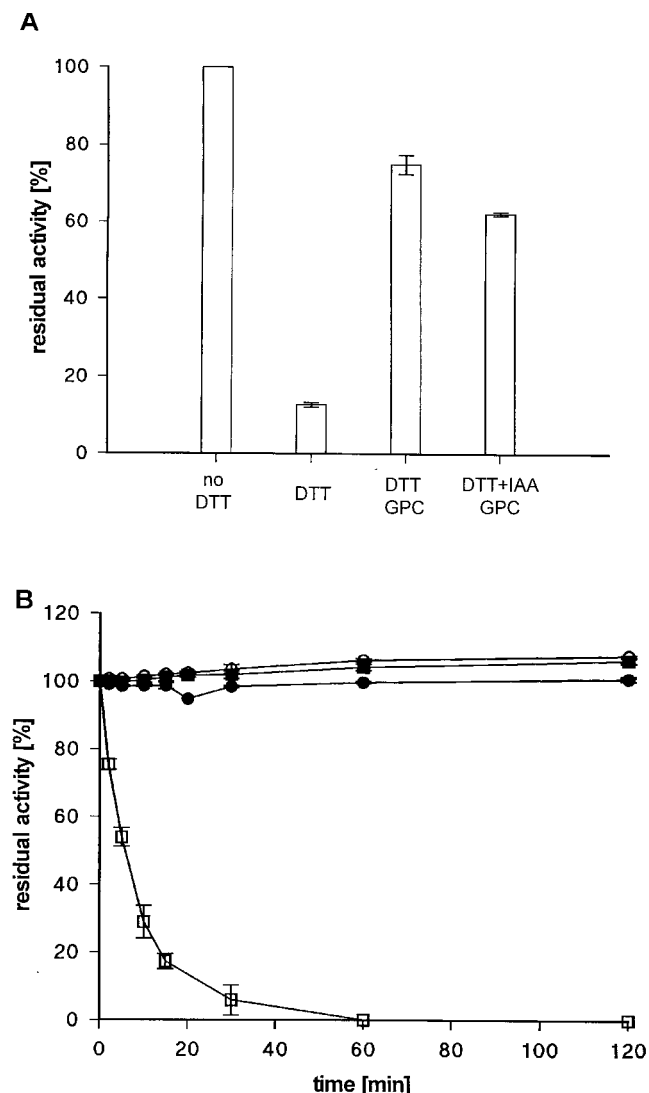 A
100
80
60
40
20
0
residual activity [%]
no DTT DTT DTT+IAA
DTT GPC GPC
B
120
100
80
60
40
20
0
residual activity [%]
0 20 40 60 80 100 120
time [min]